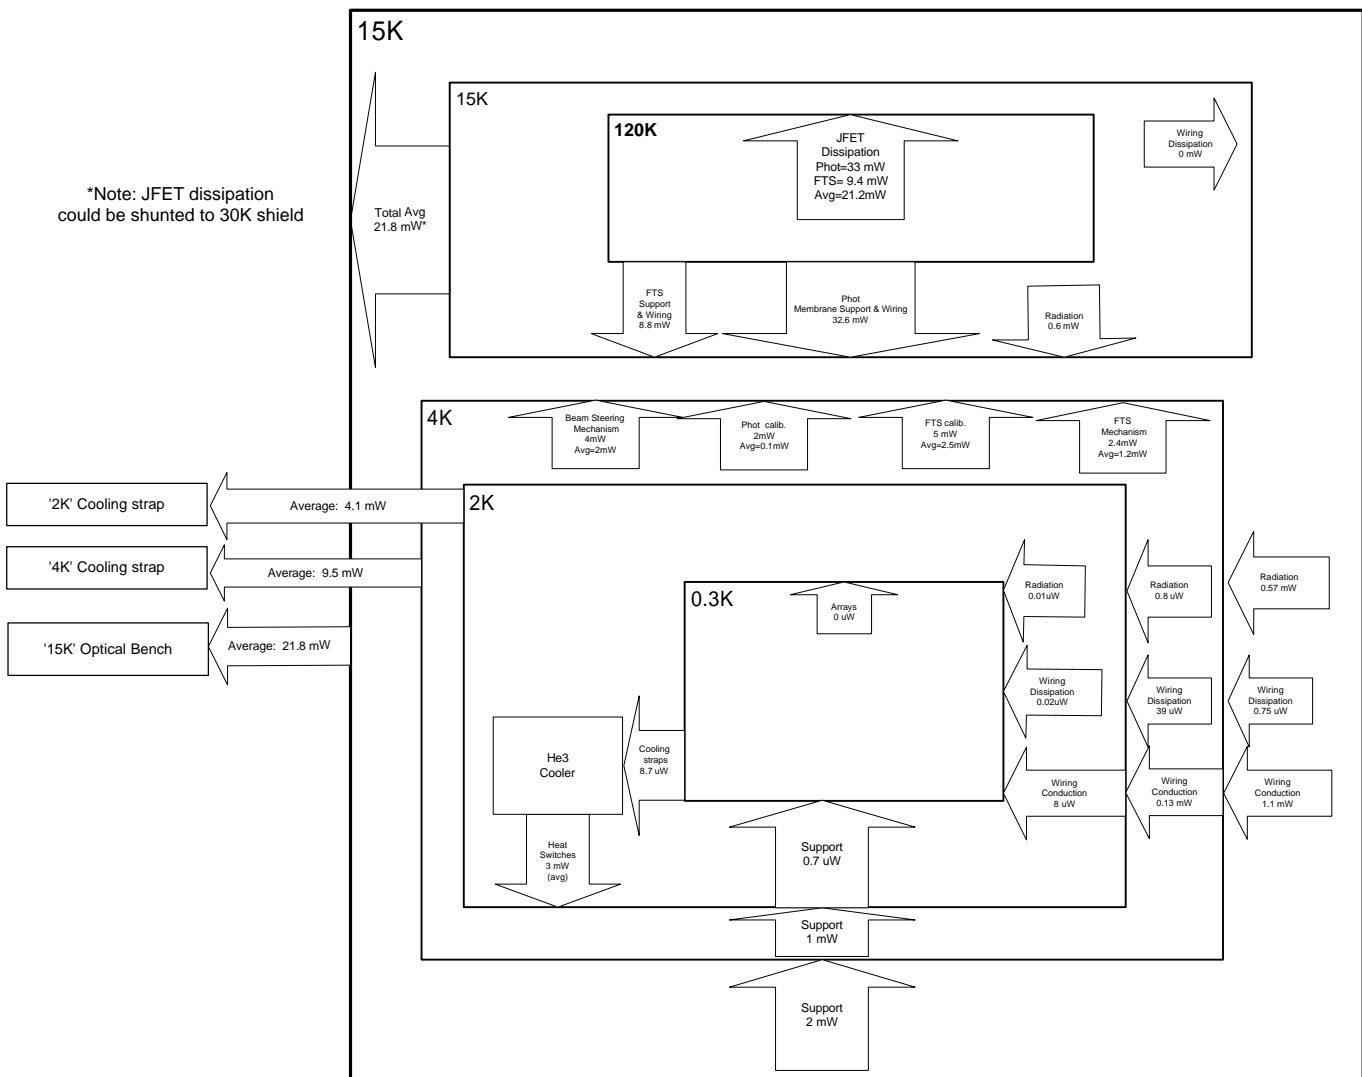 15K
15K
120K
JFET
Dissipation
Phot=33 mW
FTS= 9.4 mW
Avg=21.2mW
Wiring
Dissipation
0 mW
*Note: JFET dissipation
could be shunted to 30K shield
Total Avg
21.8 mW*
FTS
Support
& Wiring
8.8 mW
Phot
Membrane Support & Wiring
32.6 mW
Radiation
0.6 mW
4K
Beam Steering
Mechanism
4mW
Avg=2mW
Phot calib.
2mW
Avg=0.1mW
FTS calib.
5 mW
Avg=2.5mW
FTS
Mechanism
2.4mW
Avg=1.2mW
'2K' Cooling strap
Average: 4.1 mW
2K
'4K' Cooling strap
Average: 9.5 mW
'15K' Optical Bench
Average: 21.8 mW
0.3K
Arrays
0 uW
Radiation
0.01uW
Radiation
0.8 uW
Radiation
0.57 mW
Wiring
Dissipation
0.02uW
Wiring
Dissipation
39 uW
Wiring
Dissipation
0.75 uW
He3
Cooler
Cooling
straps
8.7 uW
Wiring
Conduction
8 uW
Wiring
Conduction
0.13 mW
Wiring
Conduction
1.1 mW
Heat
Switches
3 mW
(avg)
Support
0.7 uW
Support
1 mW
Support
2 mW